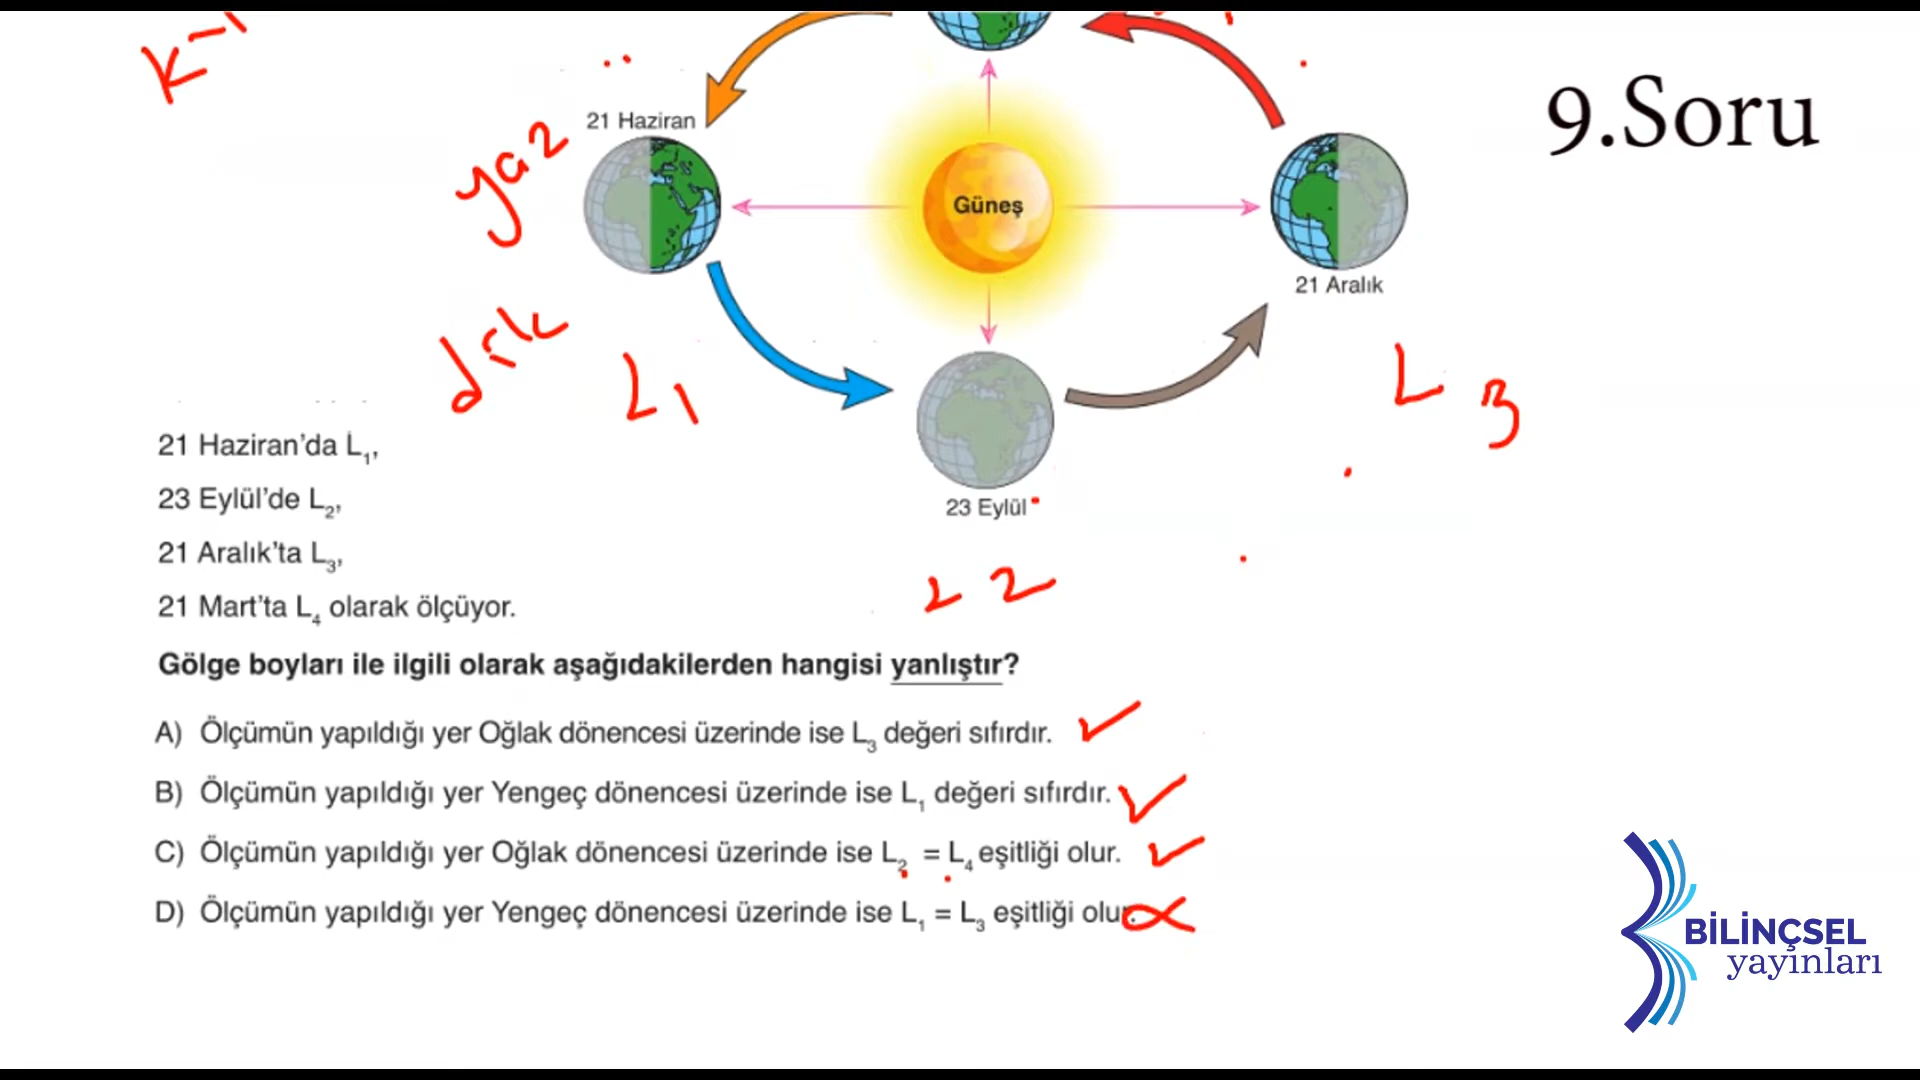 K-1
9.Soru
21 Haziran
yaz
Güneş
21 Aralık
dik
L1
L3
21 Haziran’da L₁,
23 Eylül’de L₂,
21 Aralık’ta L₃,
21 Mart’ta L₄ olarak ölçüyor.
23 Eylül
L2
Gölge boyları ile ilgili olarak aşağıdakilerden hangisi yanlıştır?
A) Ölçümün yapıldığı yer Oğlak dönencesi üzerinde ise L₃ değeri sıfırdır.
B) Ölçümün yapıldığı yer Yengeç dönencesi üzerinde ise L₁ değeri sıfırdır.
C) Ölçümün yapıldığı yer Oğlak dönencesi üzerinde ise L₂ = L₄ eşitliği olur.
D) Ölçümün yapıldığı yer Yengeç dönencesi üzerinde ise L₁ = L₃ eşitliği olur.
BİLİNÇSEL
yayınları